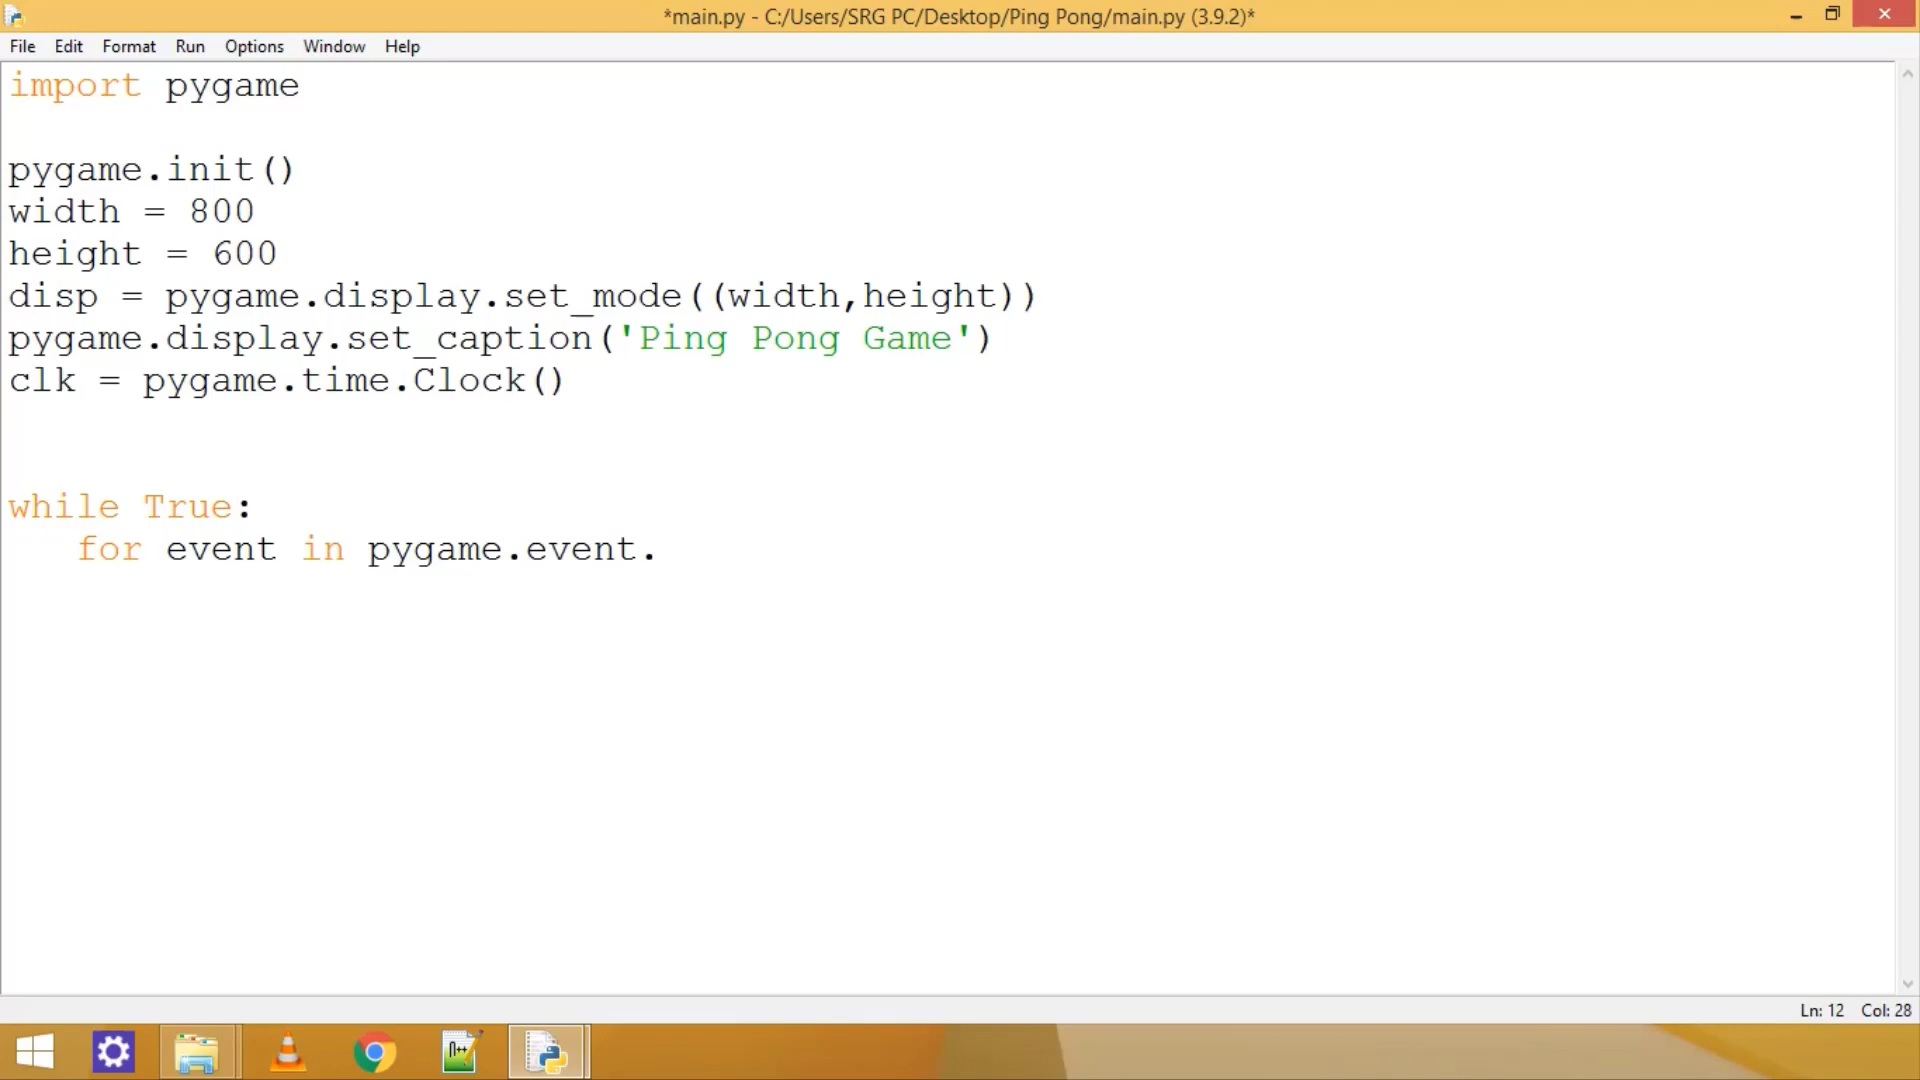 *main.py - C:/Users/SRG PC/Desktop/Ping Pong/main.py (3.9.2)*
File Edit Format Run Options Window Help
import pygame
pygame.init()
width = 800
height = 600
disp = pygame.display.set_mode((width,height))
pygame.display.set_caption('Ping Pong Game')
clk = pygame.time.Clock()
while True:
   for event in pygame.event.
Ln: 12 Col: 28